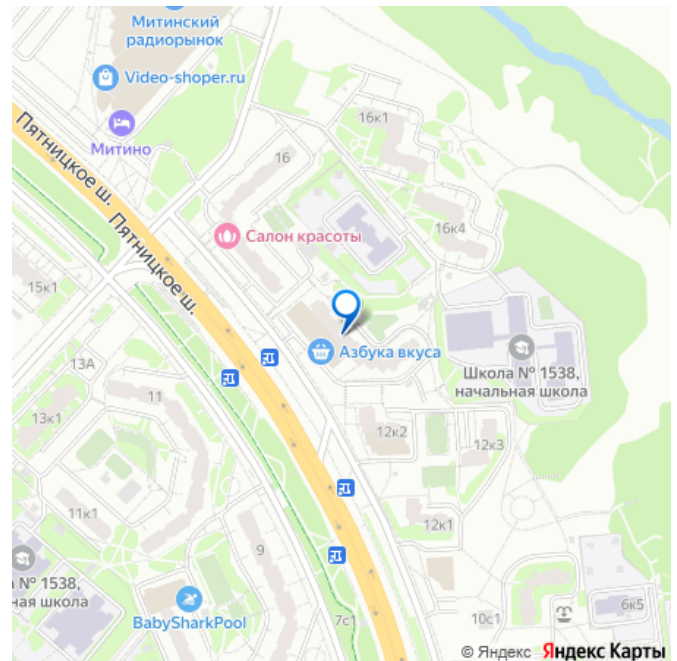 Митинский
радиорынок
Video-shoper.ru
Митино
Пятницкое ш.
Пятницкое ш.
16к1
16
16к4
Салон красоты
15к1
13А
13к1
11
11к1
Азбука вкуса
Школа № 1538,
начальная школа
12к2
12к3
12к1
9
№ 1538,
ная школа
BabySharkPool
7с1
10с1
6к5
© Яндекс Яндекс Карты